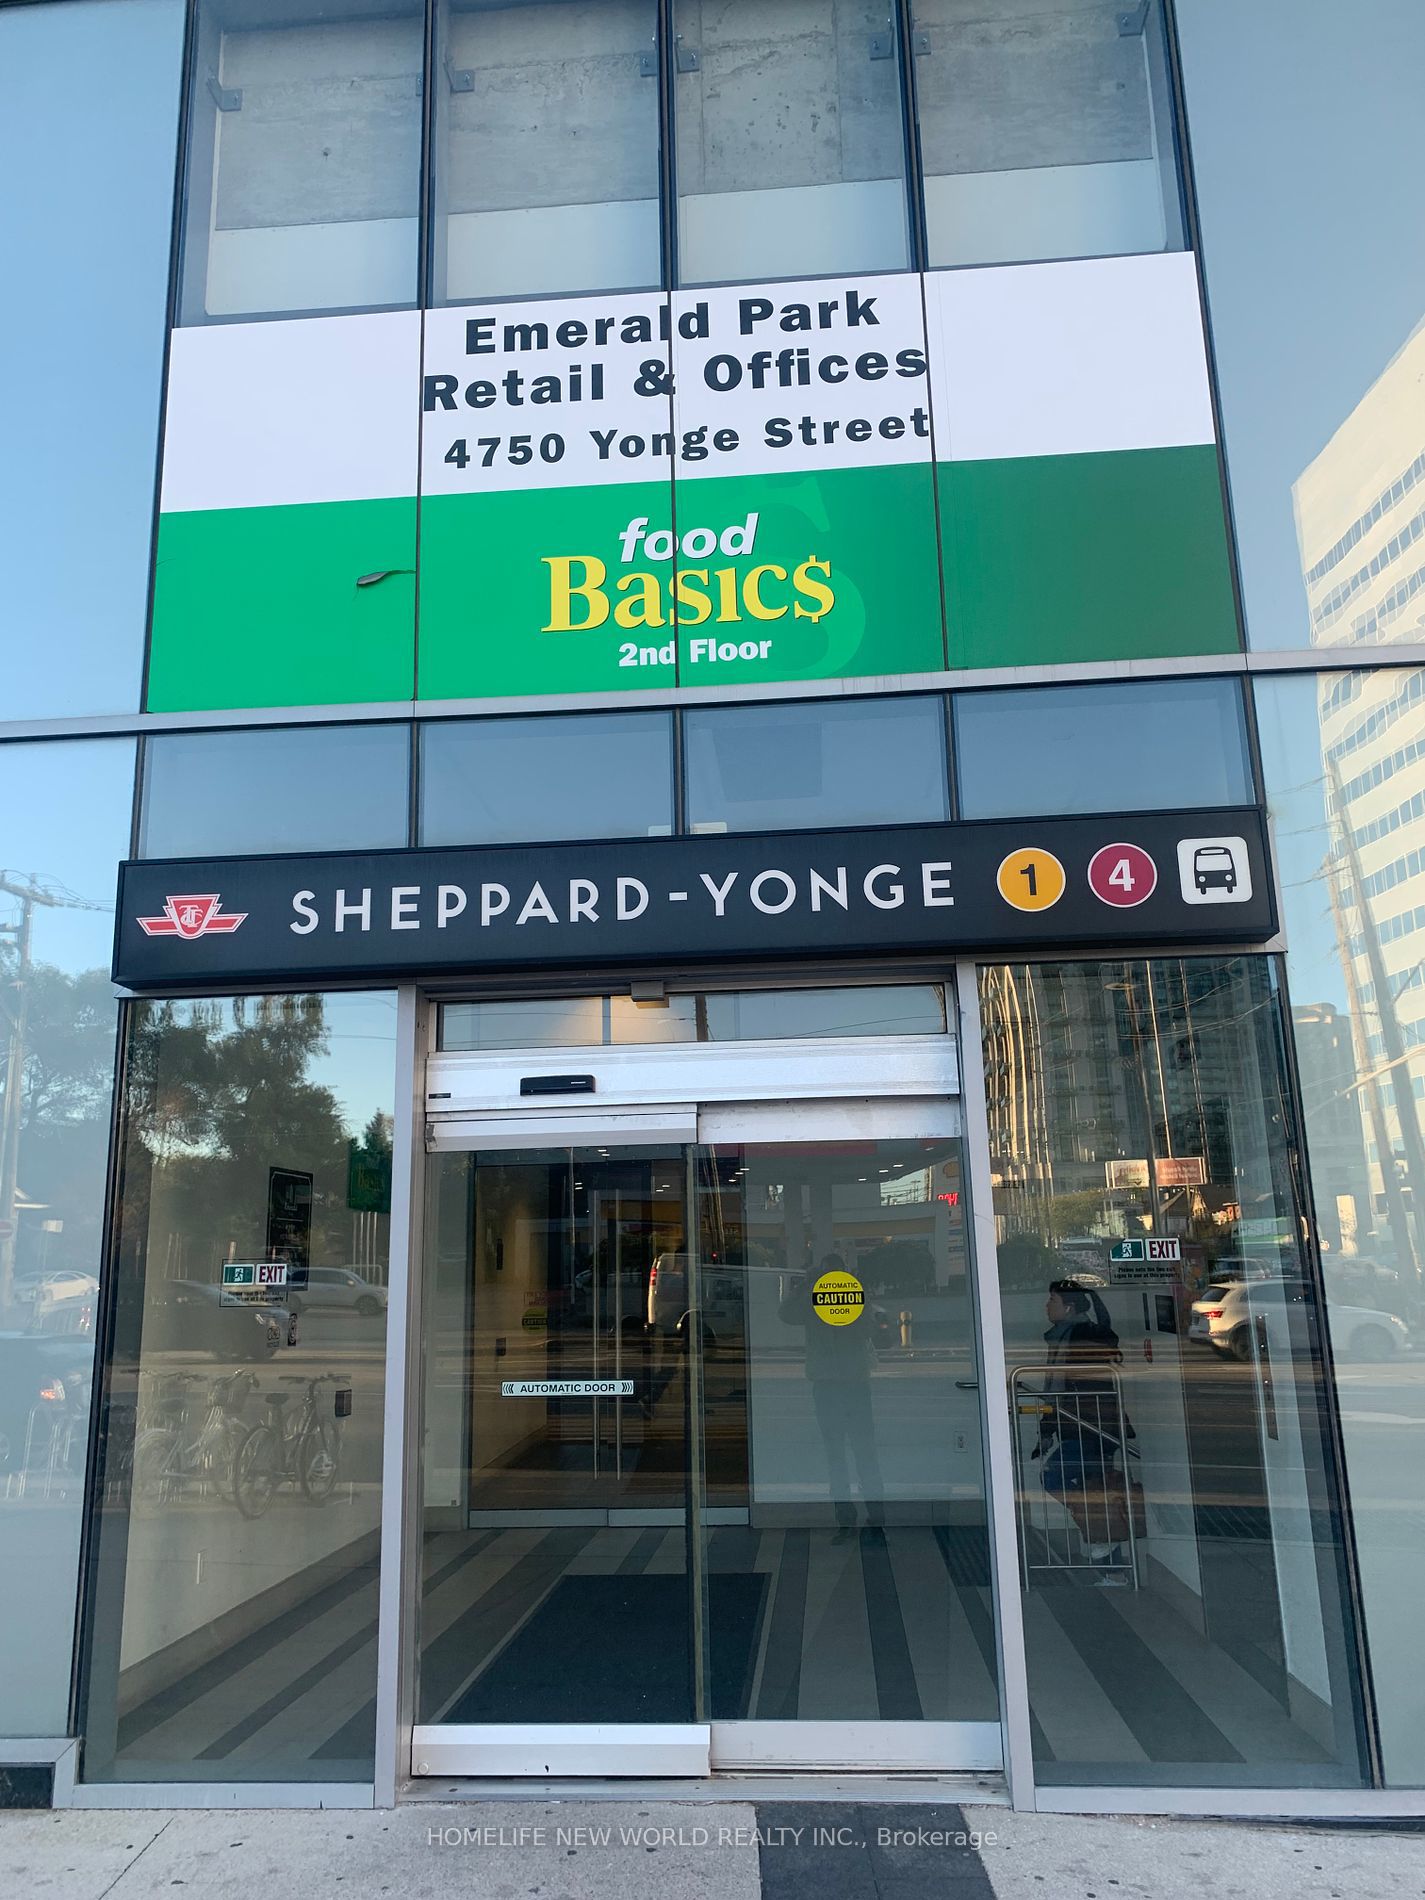 Emerald Park
Retail & Offices
4750 Yonge Street
food
Basic$
2nd Floor
TTC
SHEPPARD-YONGE 1 4
EXIT
EXIT
AUTOMATIC
CAUTION
DOOR
AUTOMATIC DOOR
HOMELIFE NEW WORLD REALTY INC., Brokerage